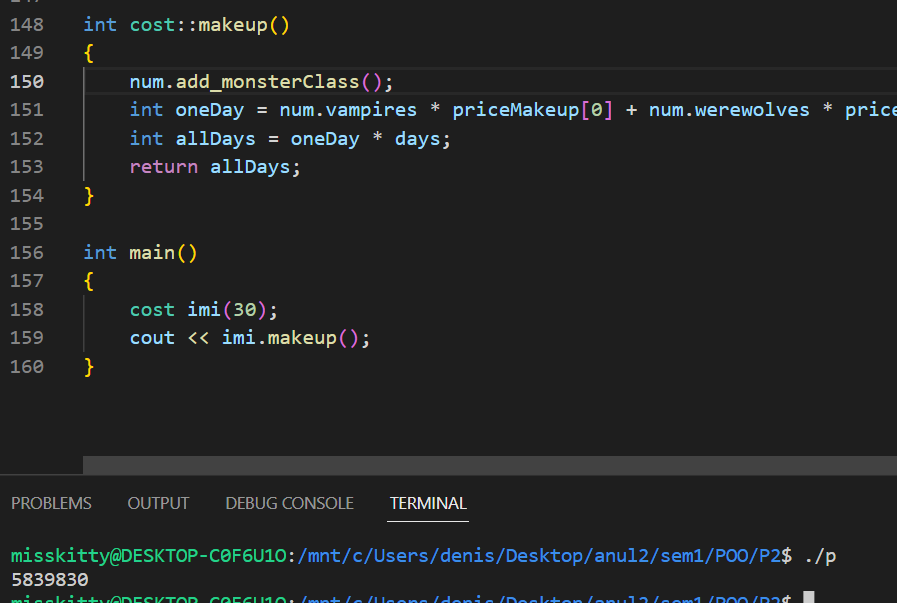 148 int cost::makeup()
149 {
150 num.add_monsterClass();
151 int oneDay = num.vampires * priceMakeup[0] + num.werewolves * price
152 int allDays = oneDay * days;
153 return allDays;
154 }
155
156 int main()
157 {
158 cost imi(30);
159 cout << imi.makeup();
160 }
PROBLEMS OUTPUT DEBUG CONSOLE TERMINAL
misskitty@DESKTOP-C0F6U1O:/mnt/c/Users/denis/Desktop/anul2/sem1/POO/P2$ ./p
5839830
misskitty@DESKTOP-C0F6U1O:/mnt/c/Users/denis/Desktop/anul2/sem1/POO/P2$